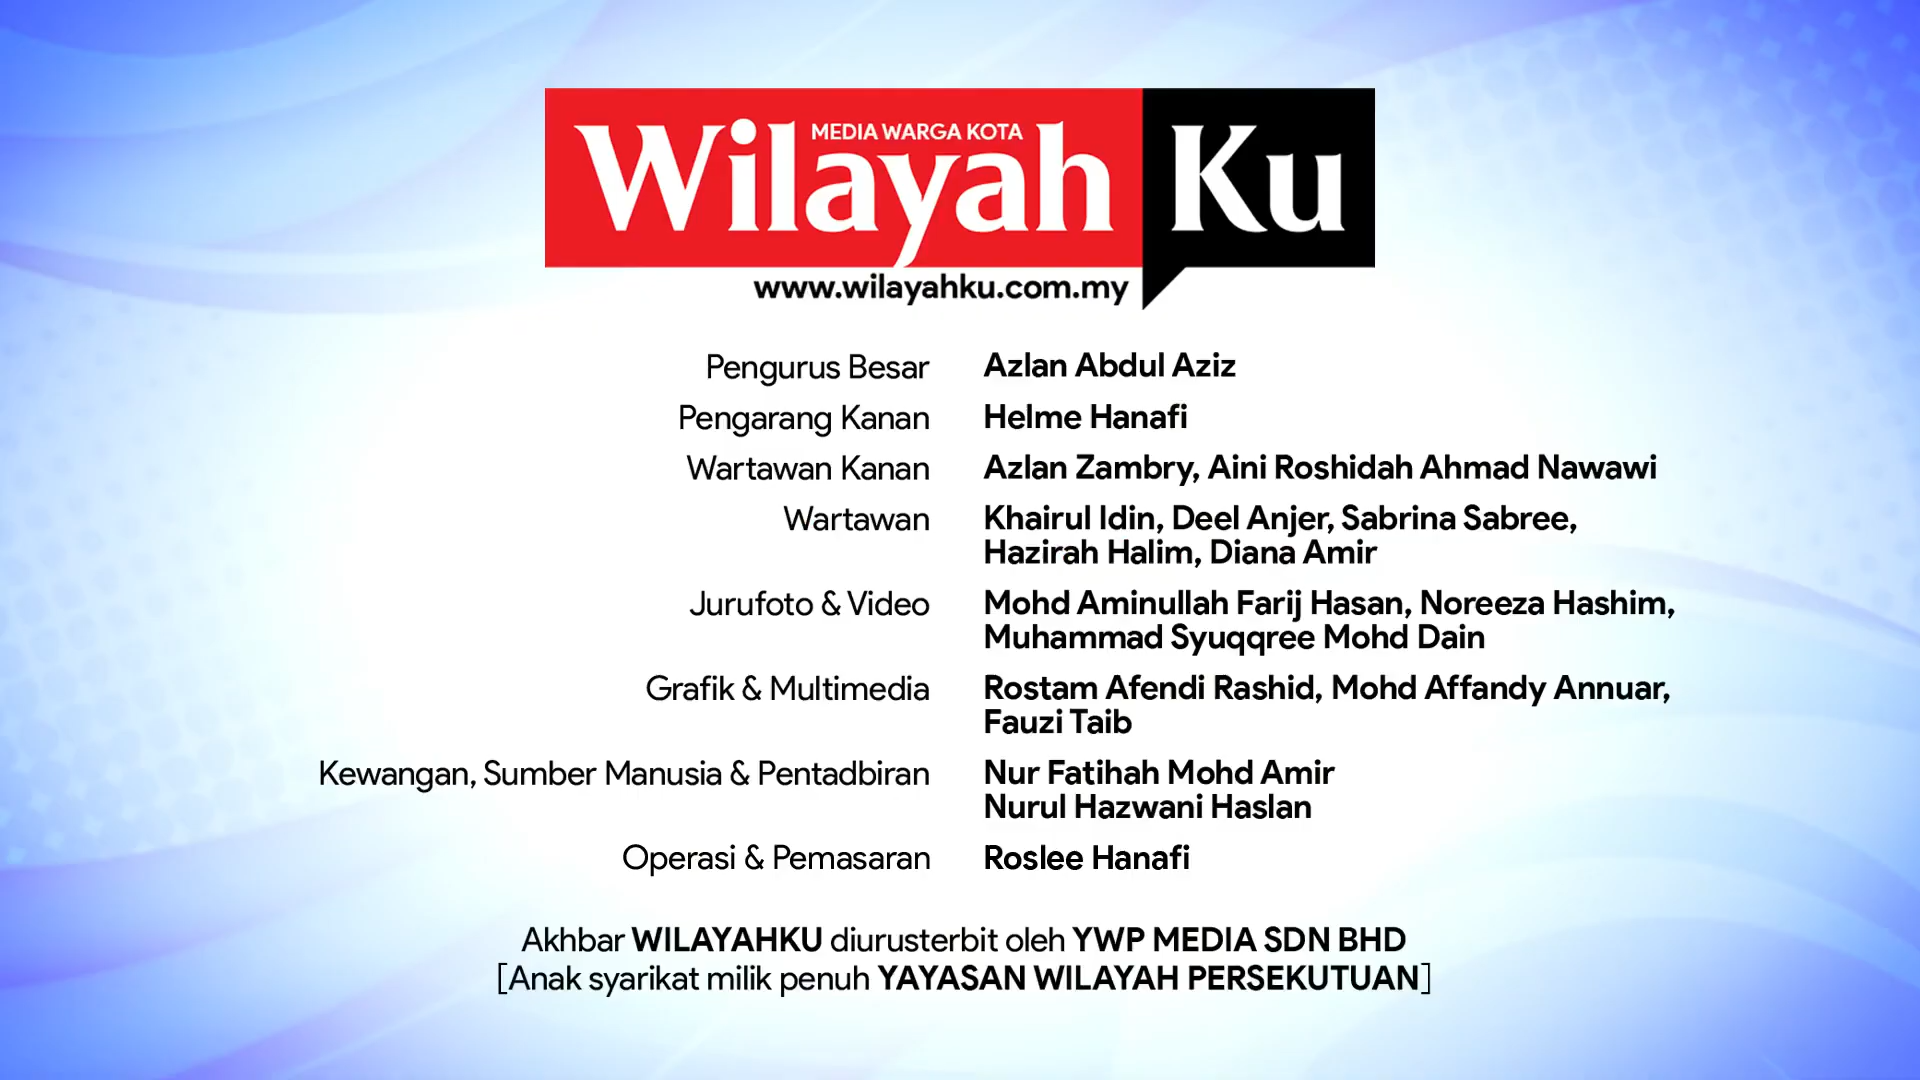 MEDIA WARGA KOTA
Wilayah Ku
www.wilayahku.com.my
Pengurus Besar Azlan Abdul Aziz
Pengarang Kanan Helme Hanafi
Wartawan Kanan Azlan Zambry, Aini Roshidah Ahmad Nawawi
Wartawan Khairul Idin, Deel Anjer, Sabrina Sabree,
Hazirah Halim, Diana Amir
Jurufoto & Video Mohd Aminullah Farij Hasan, Noreeza Hashim,
Muhammad Syuqqree Mohd Dain
Grafik & Multimedia Rostam Afendi Rashid, Mohd Affandy Annuar,
Fauzi Taib
Kewangan, Sumber Manusia & Pentadbiran Nur Fatihah Mohd Amir
Nurul Hazwani Haslan
Operasi & Pemasaran Roslee Hanafi
Akhbar WILAYAHKU diurusterbit oleh YWP MEDIA SDN BHD
[Anak syarikat milik penuh YAYASAN WILAYAH PERSEKUTUAN]